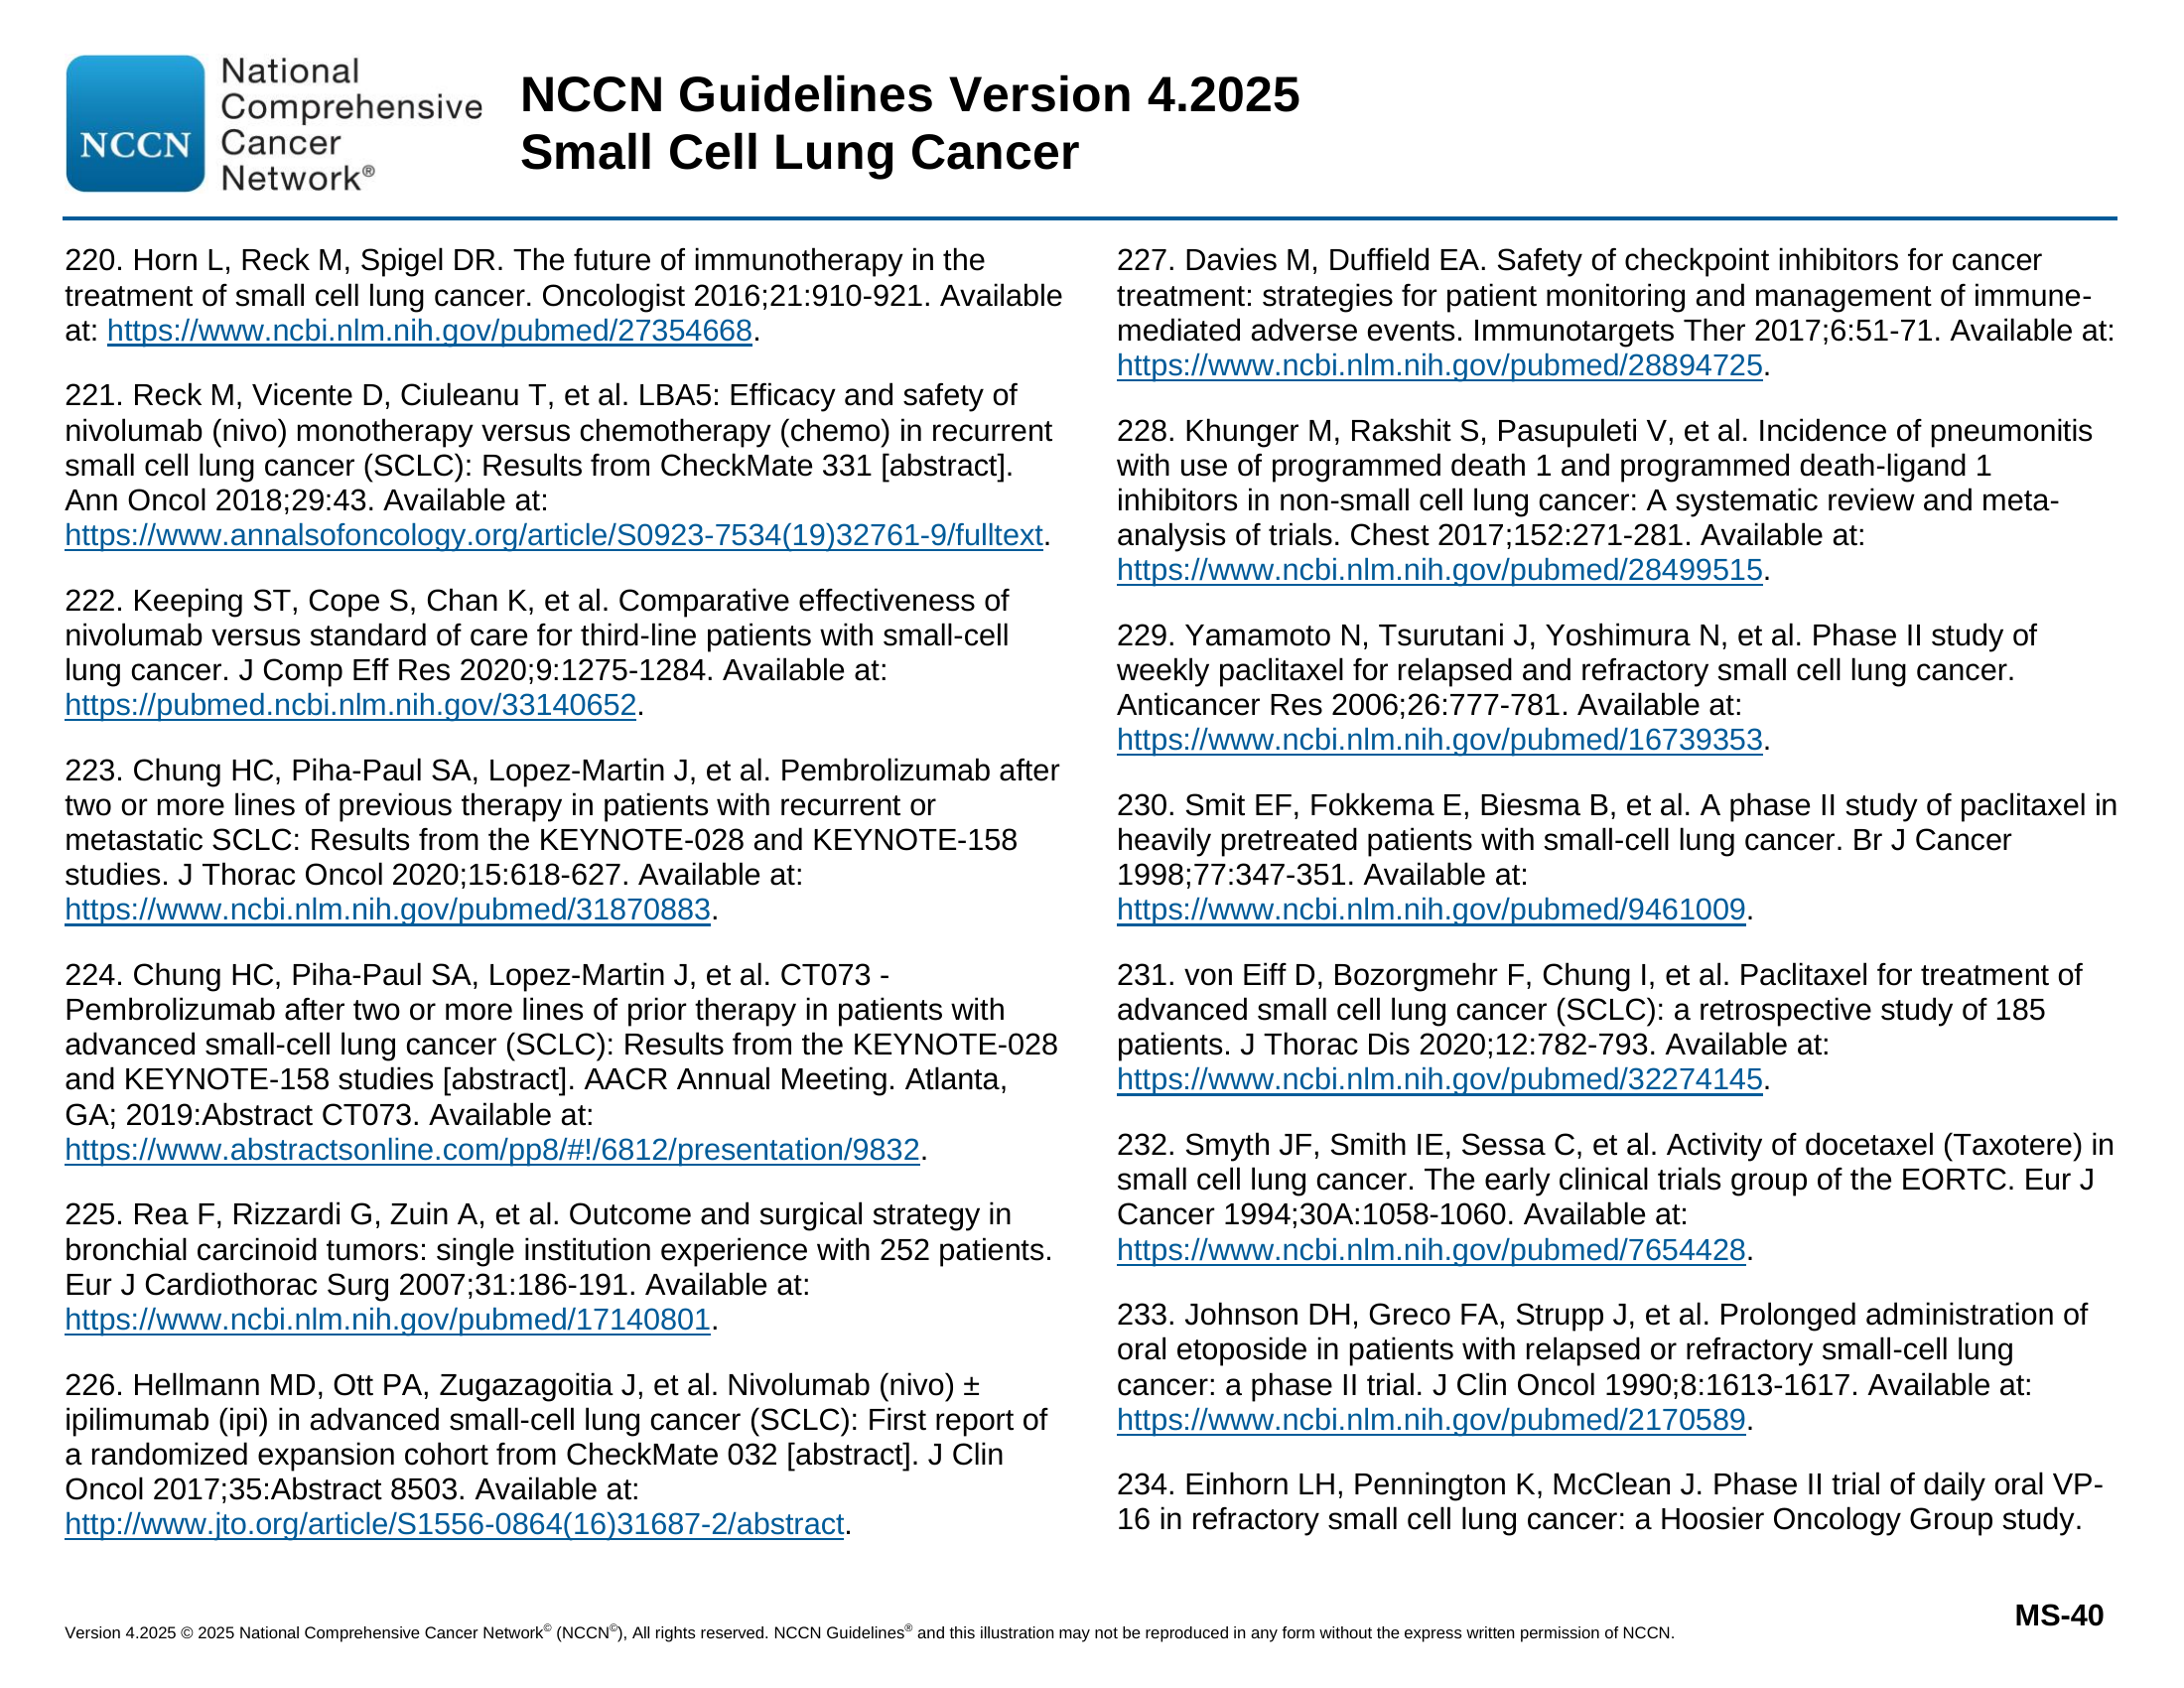 National
Comprehensive
Cancer
Network®
NCCN
NCCN Guidelines Version 4.2025
Small Cell Lung Cancer
220. Horn L, Reck M, Spigel DR. The future of immunotherapy in the
treatment of small cell lung cancer. Oncologist 2016;21:910-921. Available
at: https://www.ncbi.nlm.nih.gov/pubmed/27354668.
221. Reck M, Vicente D, Ciuleanu T, et al. LBA5: Efficacy and safety of
nivolumab (nivo) monotherapy versus chemotherapy (chemo) in recurrent
small cell lung cancer (SCLC): Results from CheckMate 331 [abstract].
Ann Oncol 2018;29:43. Available at:
https://www.annalsofoncology.org/article/S0923-7534(19)32761-9/fulltext.
222. Keeping ST, Cope S, Chan K, et al. Comparative effectiveness of
nivolumab versus standard of care for third-line patients with small-cell
lung cancer. J Comp Eff Res 2020;9:1275-1284. Available at:
https://pubmed.ncbi.nlm.nih.gov/33140652.
223. Chung HC, Piha-Paul SA, Lopez-Martin J, et al. Pembrolizumab after
two or more lines of previous therapy in patients with recurrent or
metastatic SCLC: Results from the KEYNOTE-028 and KEYNOTE-158
studies. J Thorac Oncol 2020;15:618-627. Available at:
https://www.ncbi.nlm.nih.gov/pubmed/31870883.
224. Chung HC, Piha-Paul SA, Lopez-Martin J, et al. CT073 -
Pembrolizumab after two or more lines of prior therapy in patients with
advanced small-cell lung cancer (SCLC): Results from the KEYNOTE-028
and KEYNOTE-158 studies [abstract]. AACR Annual Meeting. Atlanta,
GA; 2019:Abstract CT073. Available at:
https://www.abstractsonline.com/pp8/#!/6812/presentation/9832.
225. Rea F, Rizzardi G, Zuin A, et al. Outcome and surgical strategy in
bronchial carcinoid tumors: single institution experience with 252 patients.
Eur J Cardiothorac Surg 2007;31:186-191. Available at:
https://www.ncbi.nlm.nih.gov/pubmed/17140801.
226. Hellmann MD, Ott PA, Zugazagoitia J, et al. Nivolumab (nivo) ±
ipilimumab (ipi) in advanced small-cell lung cancer (SCLC): First report of
a randomized expansion cohort from CheckMate 032 [abstract]. J Clin
Oncol 2017;35:Abstract 8503. Available at:
http://www.jto.org/article/S1556-0864(16)31687-2/abstract.
227. Davies M, Duffield EA. Safety of checkpoint inhibitors for cancer
treatment: strategies for patient monitoring and management of immune-
mediated adverse events. Immunotargets Ther 2017;6:51-71. Available at:
https://www.ncbi.nlm.nih.gov/pubmed/28894725.
228. Khunger M, Rakshit S, Pasupuleti V, et al. Incidence of pneumonitis
with use of programmed death 1 and programmed death-ligand 1
inhibitors in non-small cell lung cancer: A systematic review and meta-
analysis of trials. Chest 2017;152:271-281. Available at:
https://www.ncbi.nlm.nih.gov/pubmed/28499515.
229. Yamamoto N, Tsurutani J, Yoshimura N, et al. Phase II study of
weekly paclitaxel for relapsed and refractory small cell lung cancer.
Anticancer Res 2006;26:777-781. Available at:
https://www.ncbi.nlm.nih.gov/pubmed/16739353.
230. Smit EF, Fokkema E, Biesma B, et al. A phase II study of paclitaxel in
heavily pretreated patients with small-cell lung cancer. Br J Cancer
1998;77:347-351. Available at:
https://www.ncbi.nlm.nih.gov/pubmed/9461009.
231. von Eiff D, Bozorgmehr F, Chung I, et al. Paclitaxel for treatment of
advanced small cell lung cancer (SCLC): a retrospective study of 185
patients. J Thorac Dis 2020;12:782-793. Available at:
https://www.ncbi.nlm.nih.gov/pubmed/32274145.
232. Smyth JF, Smith IE, Sessa C, et al. Activity of docetaxel (Taxotere) in
small cell lung cancer. The early clinical trials group of the EORTC. Eur J
Cancer 1994;30A:1058-1060. Available at:
https://www.ncbi.nlm.nih.gov/pubmed/7654428.
233. Johnson DH, Greco FA, Strupp J, et al. Prolonged administration of
oral etoposide in patients with relapsed or refractory small-cell lung
cancer: a phase II trial. J Clin Oncol 1990;8:1613-1617. Available at:
https://www.ncbi.nlm.nih.gov/pubmed/2170589.
234. Einhorn LH, Pennington K, McClean J. Phase II trial of daily oral VP-
16 in refractory small cell lung cancer: a Hoosier Oncology Group study.
MS-40
Version 4.2025 © 2025 National Comprehensive Cancer Network© (NCCN©), All rights reserved. NCCN Guidelines® and this illustration may not be reproduced in any form without the express written permission of NCCN.